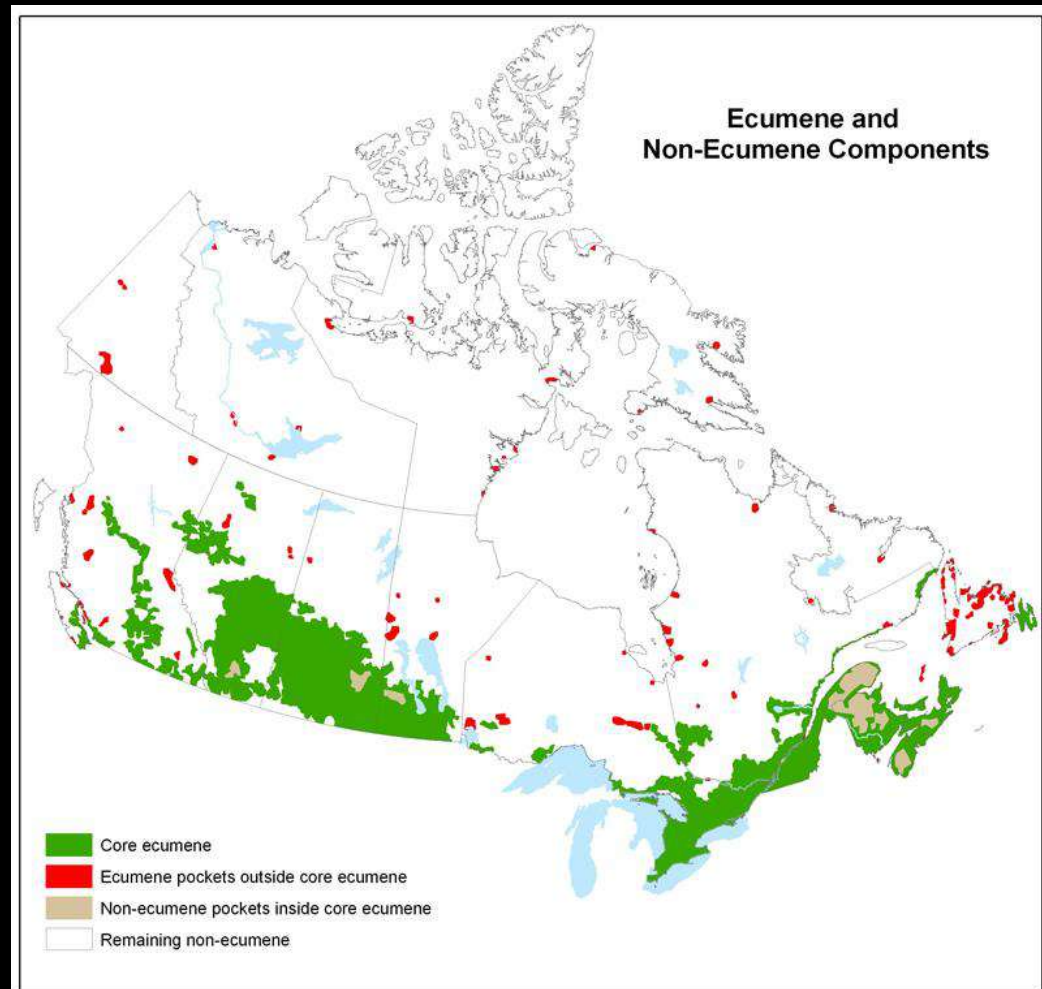 Ecumene and
Non-Ecumene Components
Core ecumene
Ecumene pockets outside core ecumene
Non-ecumene pockets inside core ecumene
Remaining non-ecumene